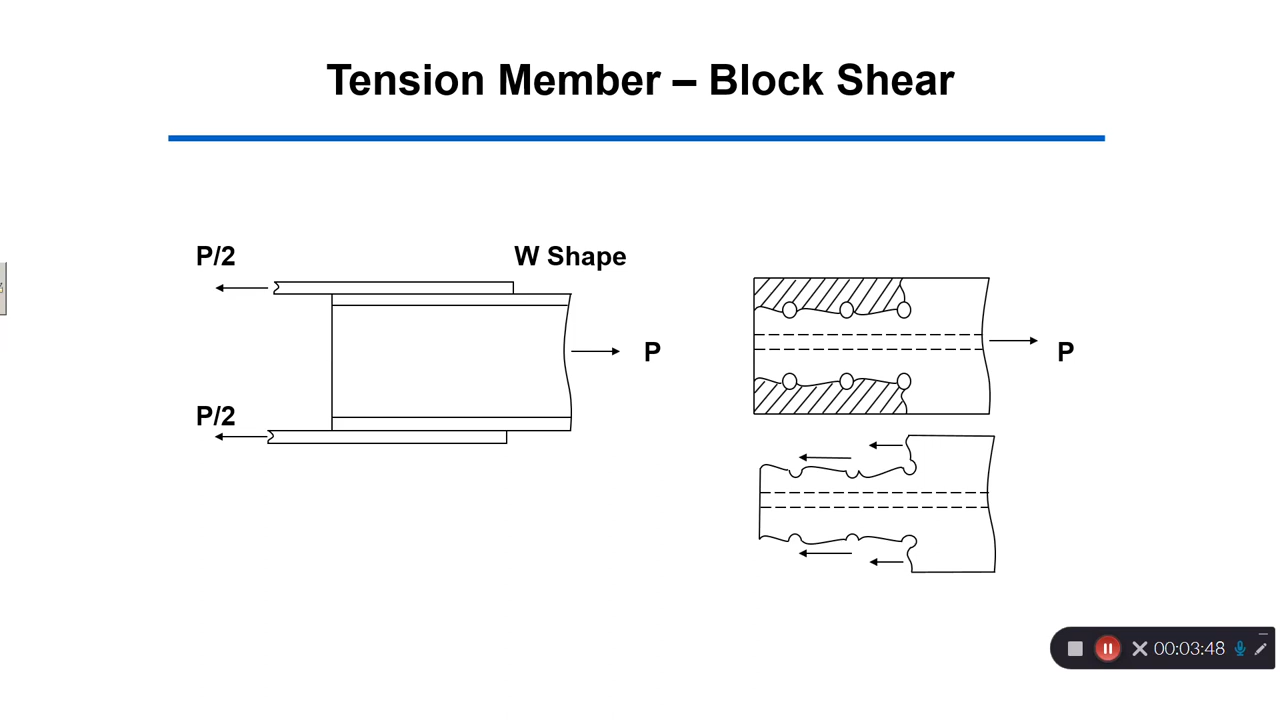 Tension Member – Block Shear
P/2
W Shape
P
P/2
P
00:03:48